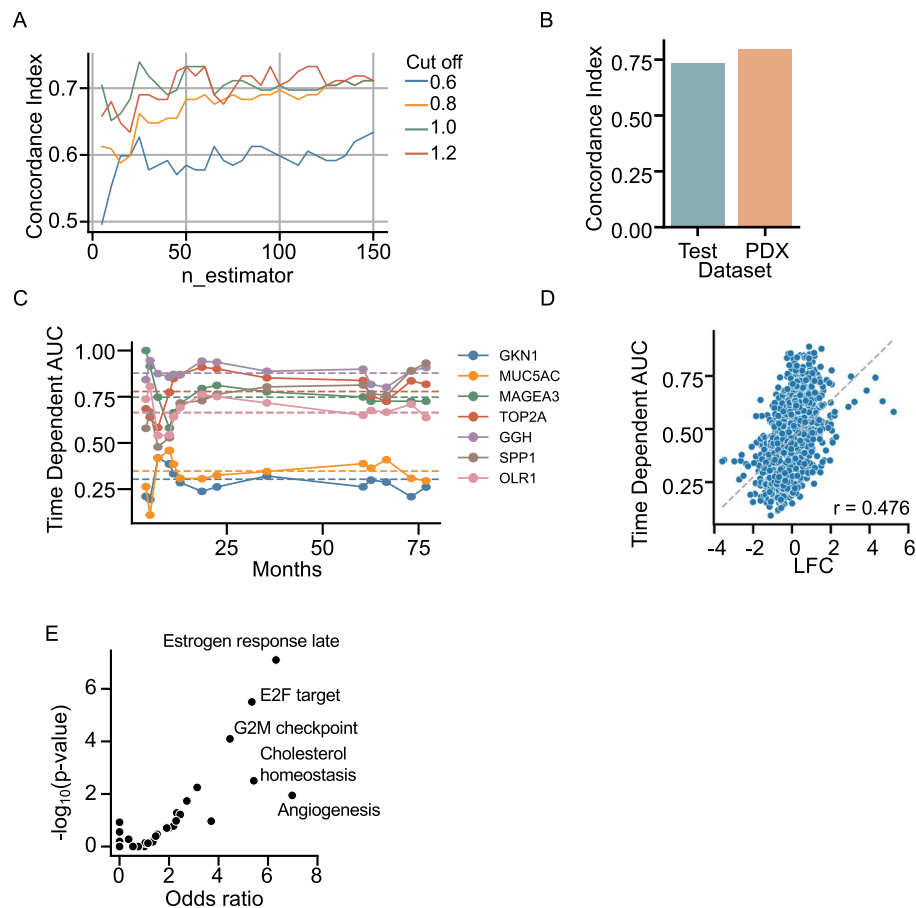 A
Concordance Index
0.7
0.6
0.5
0
50
100
150
n_estimator
Cut off
0.6
0.8
1.0
1.2
B
Concordance Index
0.75
0.50
0.25
0.00
Test
PDX
Dataset
C
Time Dependent AUC
1.00
0.75
0.50
0.25
25
50
75
Months
GKN1
MUC5AC
MAGEA3
TOP2A
GGH
SPP1
OLR1
D
Time Dependent AUC
0.75
0.50
0.25
r = 0.476
-4
-2
0
2
4
6
LFC
E
Estrogen response late
E2F target
G2M checkpoint
Cholesterol
homeostasis
Angiogenesis
-log₁₀(p-value)
6
4
2
0
0
2
4
6
8
Odds ratio